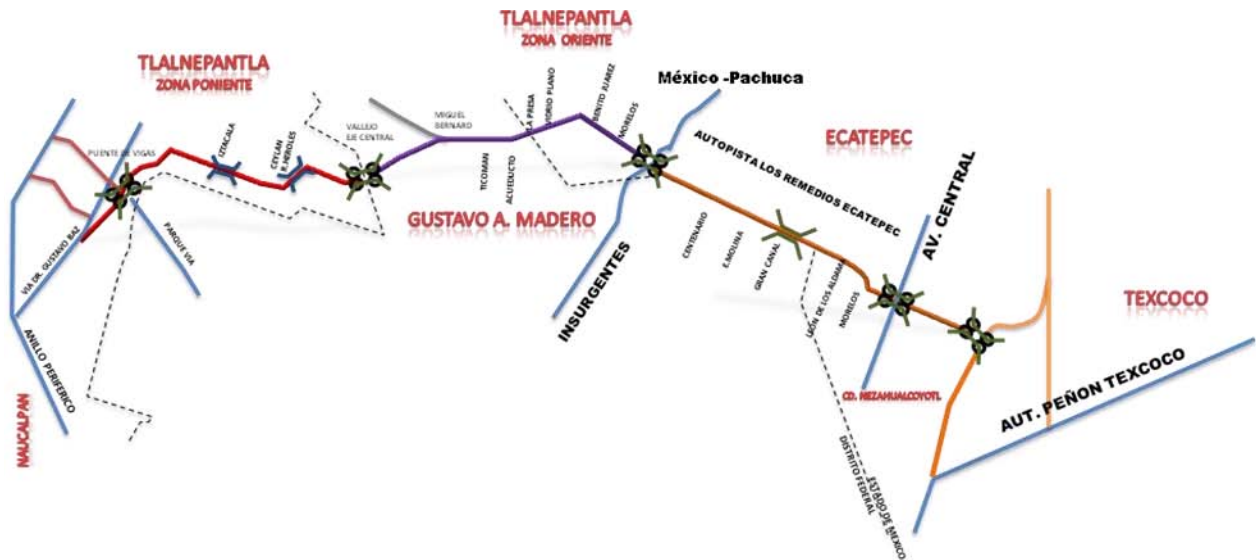 TLALNEPANTLA
ZONA PONIENTE
TLALNEPANTLA
ZONA ORIENTE
México -Pachuca
ECATEPEC
TEXCOCO
GUSTAVO A. MADERO
NAUCALPAN
CD. NEZAHUALCOYOTL
PUENTE DE VIGAS
IZTACALA
CEYLAN
R.HEROLES
VALLEJO
EJE CENTRAL
MIGUEL
BERNARD
TICOMAN
ACUEDUCTO
LA PRESA
VIDRIO PLANO
BENITO JUAREZ
MORELOS
AUTOPISTA LOS REMEDIOS ECATEPEC
AV. CENTRAL
VIA DR. GUSTAVO BAZ
PARQUE VIA
ANILLO PERIFERICO
INSURGENTES
CENTENARIO
E.MOLINA
GRAN CANAL
LEÓN DE LOS ALDAMA
MORELOS
AUT. PEÑON TEXCOCO
DISTRITO FEDERAL
ESTADO DE MEXICO